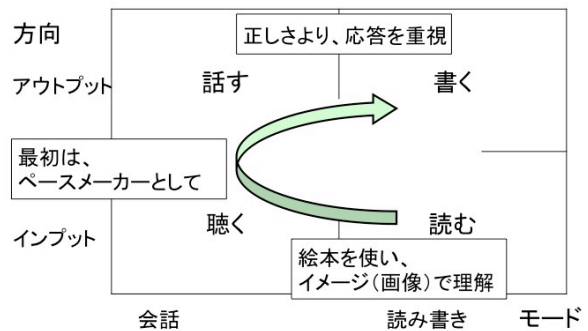 方向
正しさより、応答を重視
アウトプット
話す
書く
最初は、
ペースメーカーとして
インプット
聴く
読む
絵本を使い、
イメージ(画像)で理解
会話
読み書き
モード